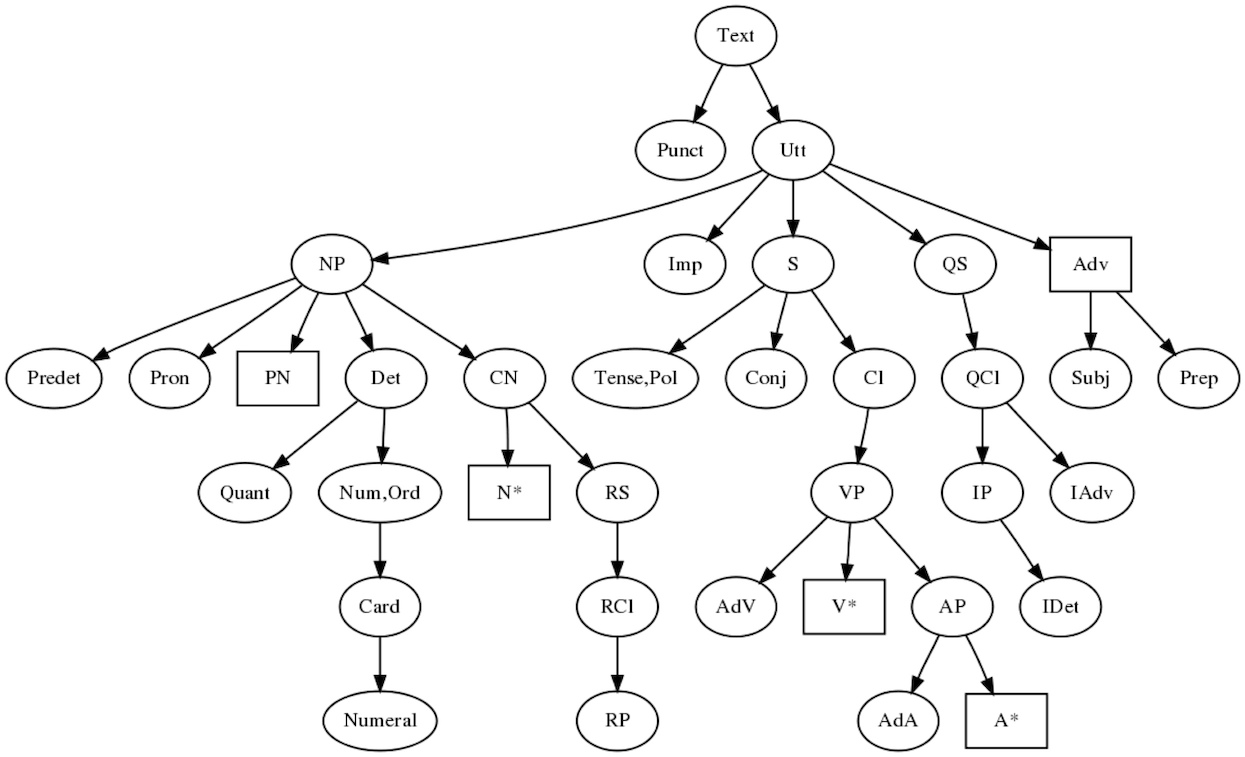 Text
Punct
Utt
NP
Imp
S
QS
Adv
Predet
Pron
PN
Det
CN
Tense,Pol
Conj
Cl
QCl
Subj
Prep
Quant
Num,Ord
N*
RS
VP
IP
IAdv
Card
RCl
AdV
V*
AP
IDet
Numeral
RP
AdA
A*